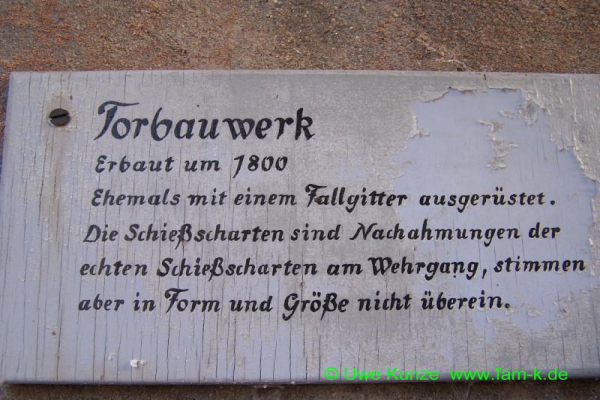 Torbauwerk
Erbaut um 1800
Ehemals mit einem Fallgitter ausgerüstet.
Die Schießscharten sind Nachahmungen der
echten Schießscharten am Wehrgang, stimmen
aber in Form und Größe nicht überein.
© Uwe Kunze www.fam-k.de